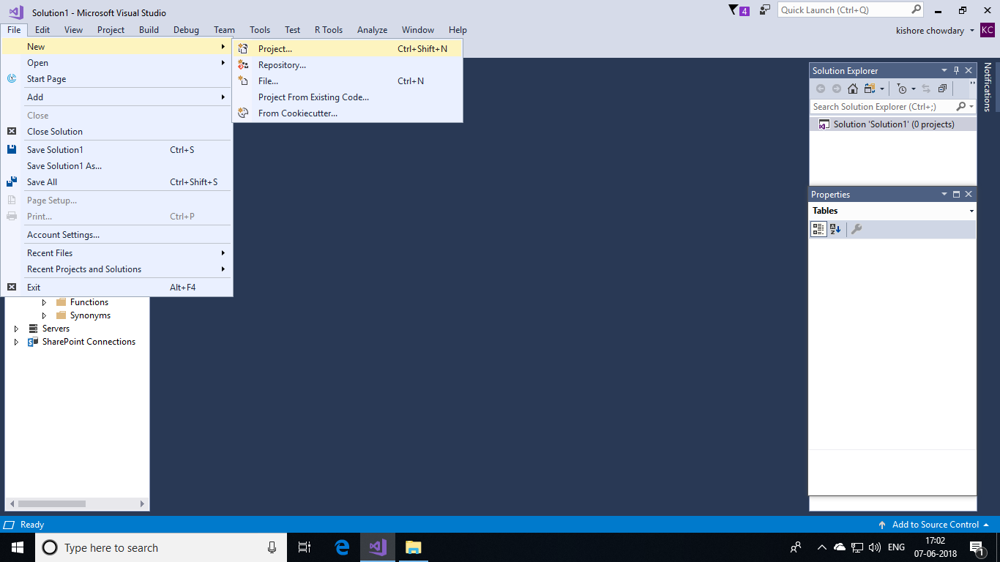 Solution1 - Microsoft Visual Studio
4
Quick Launch (Ctrl+Q)
File Edit View Project Build Debug Team Tools Test R Tools Analyze Window Help
kishore chowdary KC
New
Open
Start Page
Add
Close
Close Solution
Save Solution1 Ctrl+S
Save Solution1 As...
Save All Ctrl+Shift+S
Page Setup...
Print... Ctrl+P
Account Settings...
Recent Files
Recent Projects and Solutions
Exit Alt+F4
Project... Ctrl+Shift+N
Repository...
File... Ctrl+N
Project From Existing Code...
From Cookiecutter...
Functions
Synonyms
Servers
SharePoint Connections
Solution Explorer
Search Solution Explorer (Ctrl+;)
Solution 'Solution1' (0 projects)
Notifications
Properties
Tables
Ready
Add to Source Control
Type here to search
ENG
17:02
07-06-2018
1